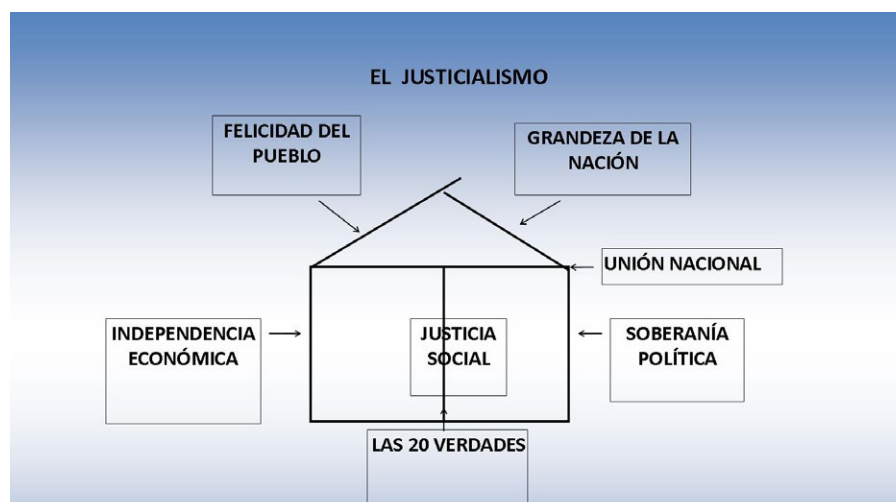 EL JUSTICIALISMO
FELICIDAD DEL
PUEBLO
GRANDEZA DE LA
NACIÓN
UNIÓN NACIONAL
INDEPENDENCIA
ECONÓMICA
JUSTICIA
SOCIAL
SOBERANÍA
POLÍTICA
LAS 20 VERDADES